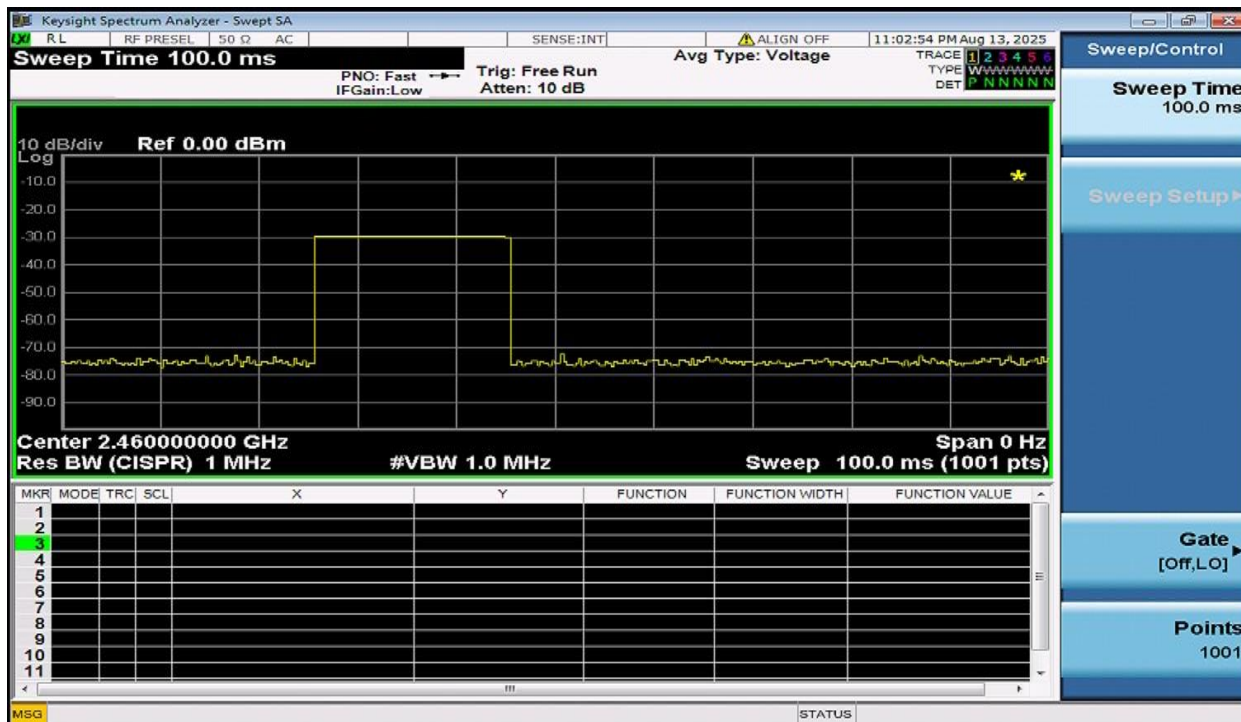 Keysight Spectrum Analyzer - Swept SA
LXI RL RF PRESEL 50 Ω AC SENSE:INT ALIGN OFF 11:02:54 PM Aug 13, 2025
Sweep Time 100.0 ms
PNO: Fast
IFGain:Low
Trig: Free Run
Atten: 10 dB
Avg Type: Voltage
TRACE 1 2 3 4 5 6
TYPE WWWWWW
DET P N N N N N
10 dB/div Ref 0.00 dBm
Log
-10.0
-20.0
-30.0
-40.0
-50.0
-60.0
-70.0
-80.0
-90.0
Center 2.460000000 GHz Span 0 Hz
Res BW (CISPR) 1 MHz #VBW 1.0 MHz Sweep 100.0 ms (1001 pts)
MKR MODE TRC SCL X Y FUNCTION FUNCTION WIDTH FUNCTION VALUE
1
2
3
4
5
6
7
8
9
10
11
MSG STATUS
Sweep/Control
Sweep Time
100.0 ms
Sweep Setup
Gate
[Off,LO]
Points
1001